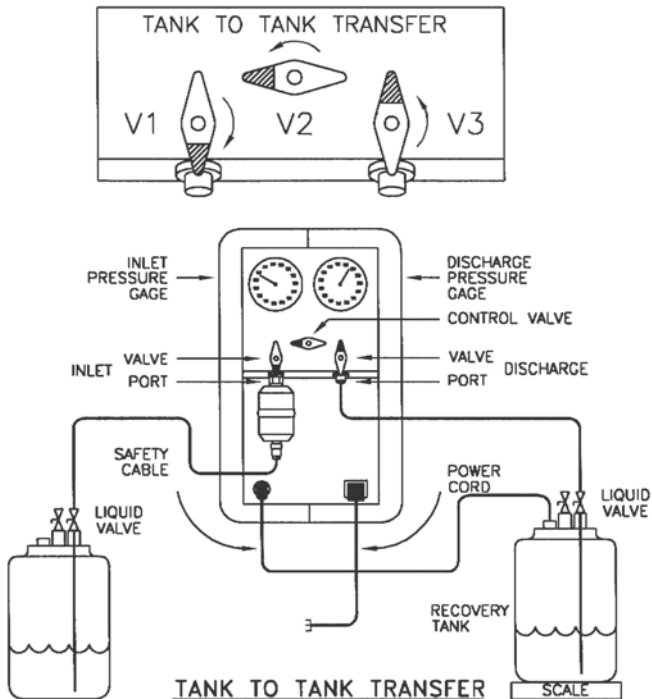 TANK TO TANK TRANSFER
V1
V2
V3
INLET
PRESSURE
GAGE
DISCHARGE
PRESSURE
GAGE
CONTROL VALVE
INLET
VALVE
PORT
VALVE
PORT
DISCHARGE
SAFETY
CABLE
POWER
CORD
LIQUID
VALVE
LIQUID
VALVE
RECOVERY
TANK
TANK TO TANK TRANSFER
SCALE